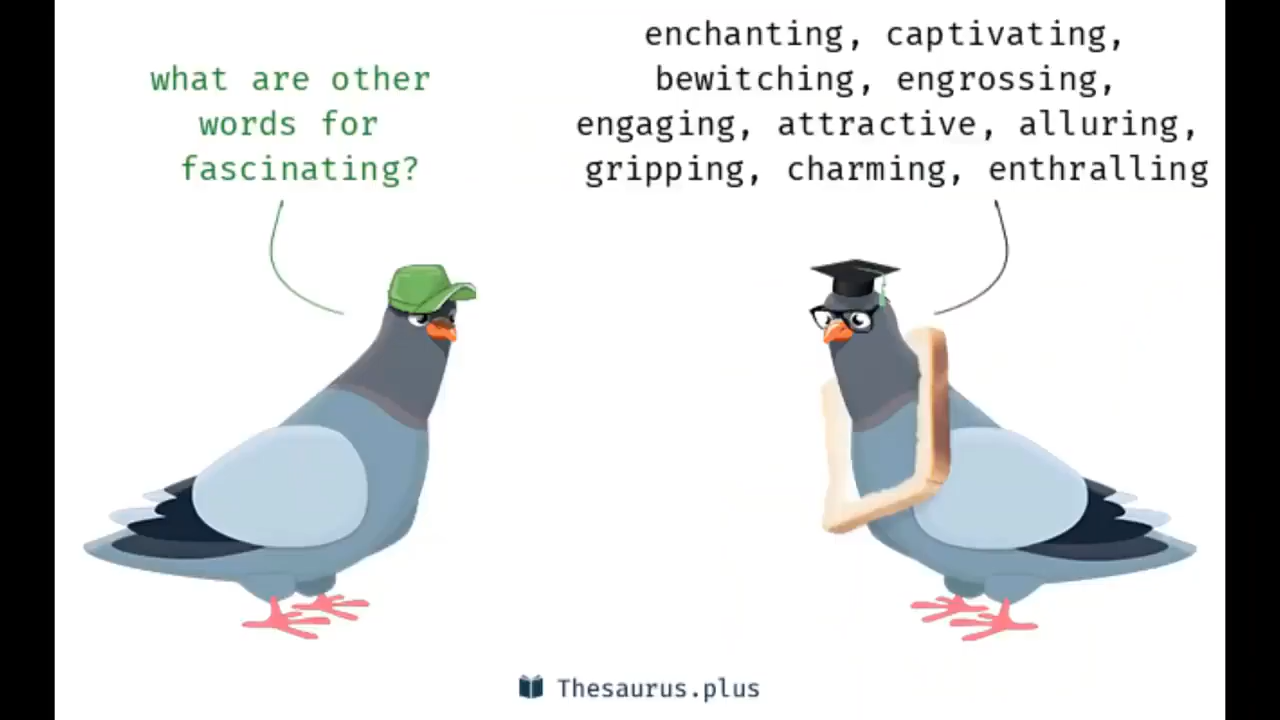 what are other
words for
fascinating?
enchanting, captivating,
bewitching, engrossing,
engaging, attractive, alluring,
gripping, charming, enthralling
Thesaurus.plus